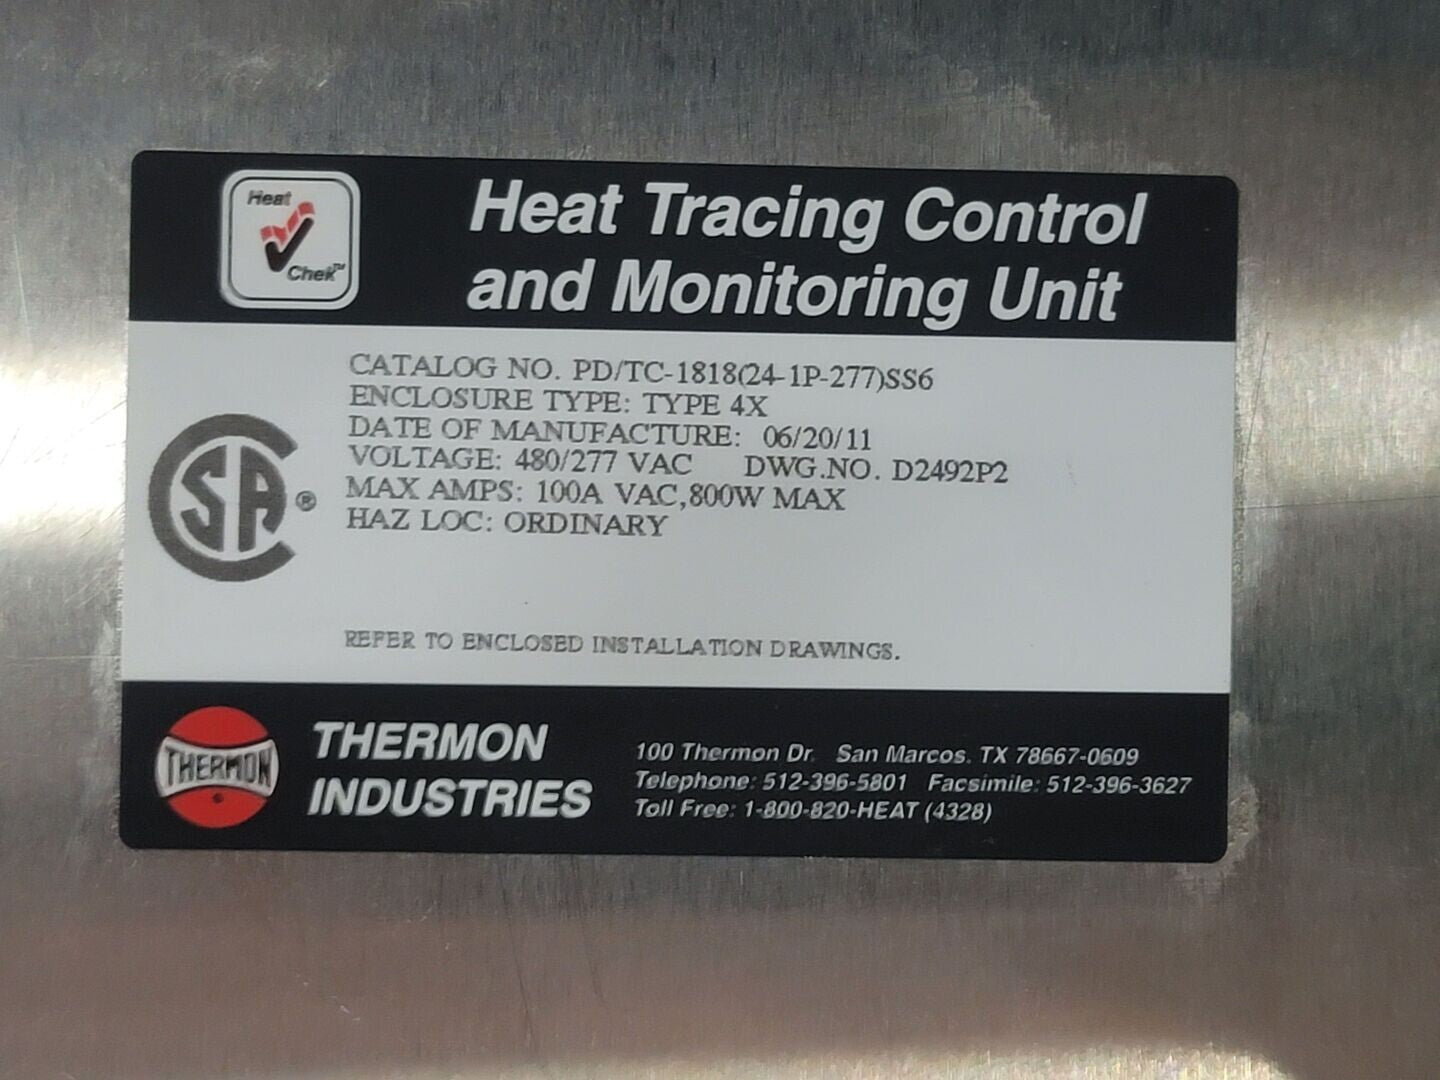 Heat
Chek™
Heat Tracing Control
and Monitoring Unit
CATALOG NO. PD/TC-1818(24-1P-277)SS6
ENCLOSURE TYPE: TYPE 4X
DATE OF MANUFACTURE: 06/20/11
VOLTAGE: 480/277 VAC DWG.NO. D2492P2
MAX AMPS: 100A VAC,800W MAX
HAZ LOC: ORDINARY
CSA®
REFER TO ENCLOSED INSTALLATION DRAWINGS.
THERMON
THERMON
INDUSTRIES
100 Thermon Dr. San Marcos. TX 78667-0609
Telephone: 512-396-5801 Facsimile: 512-396-3627
Toll Free: 1-800-820-HEAT (4328)